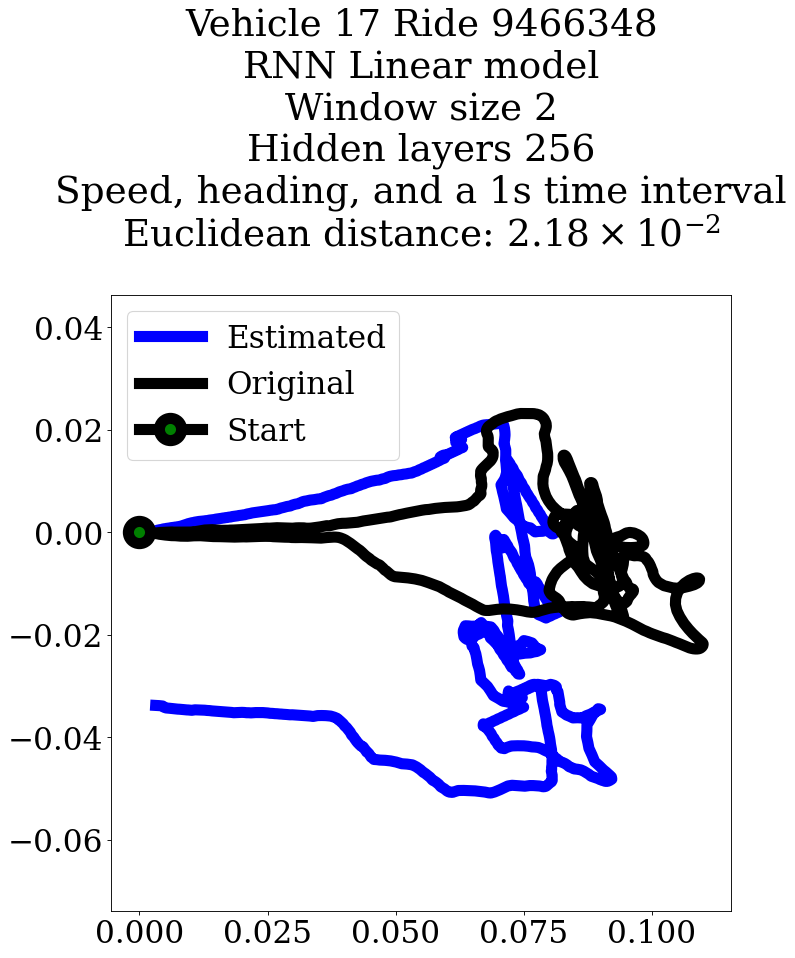 Vehicle 17 Ride 9466348
RNN Linear model
Window size 2
Hidden layers 256
Speed, heading, and a 1s time interval
Euclidean distance: 2.18 × 10⁻²
Estimated
Original
Start
0.04
0.02
0.00
−0.02
−0.04
−0.06
0.000 0.025 0.050 0.075 0.100